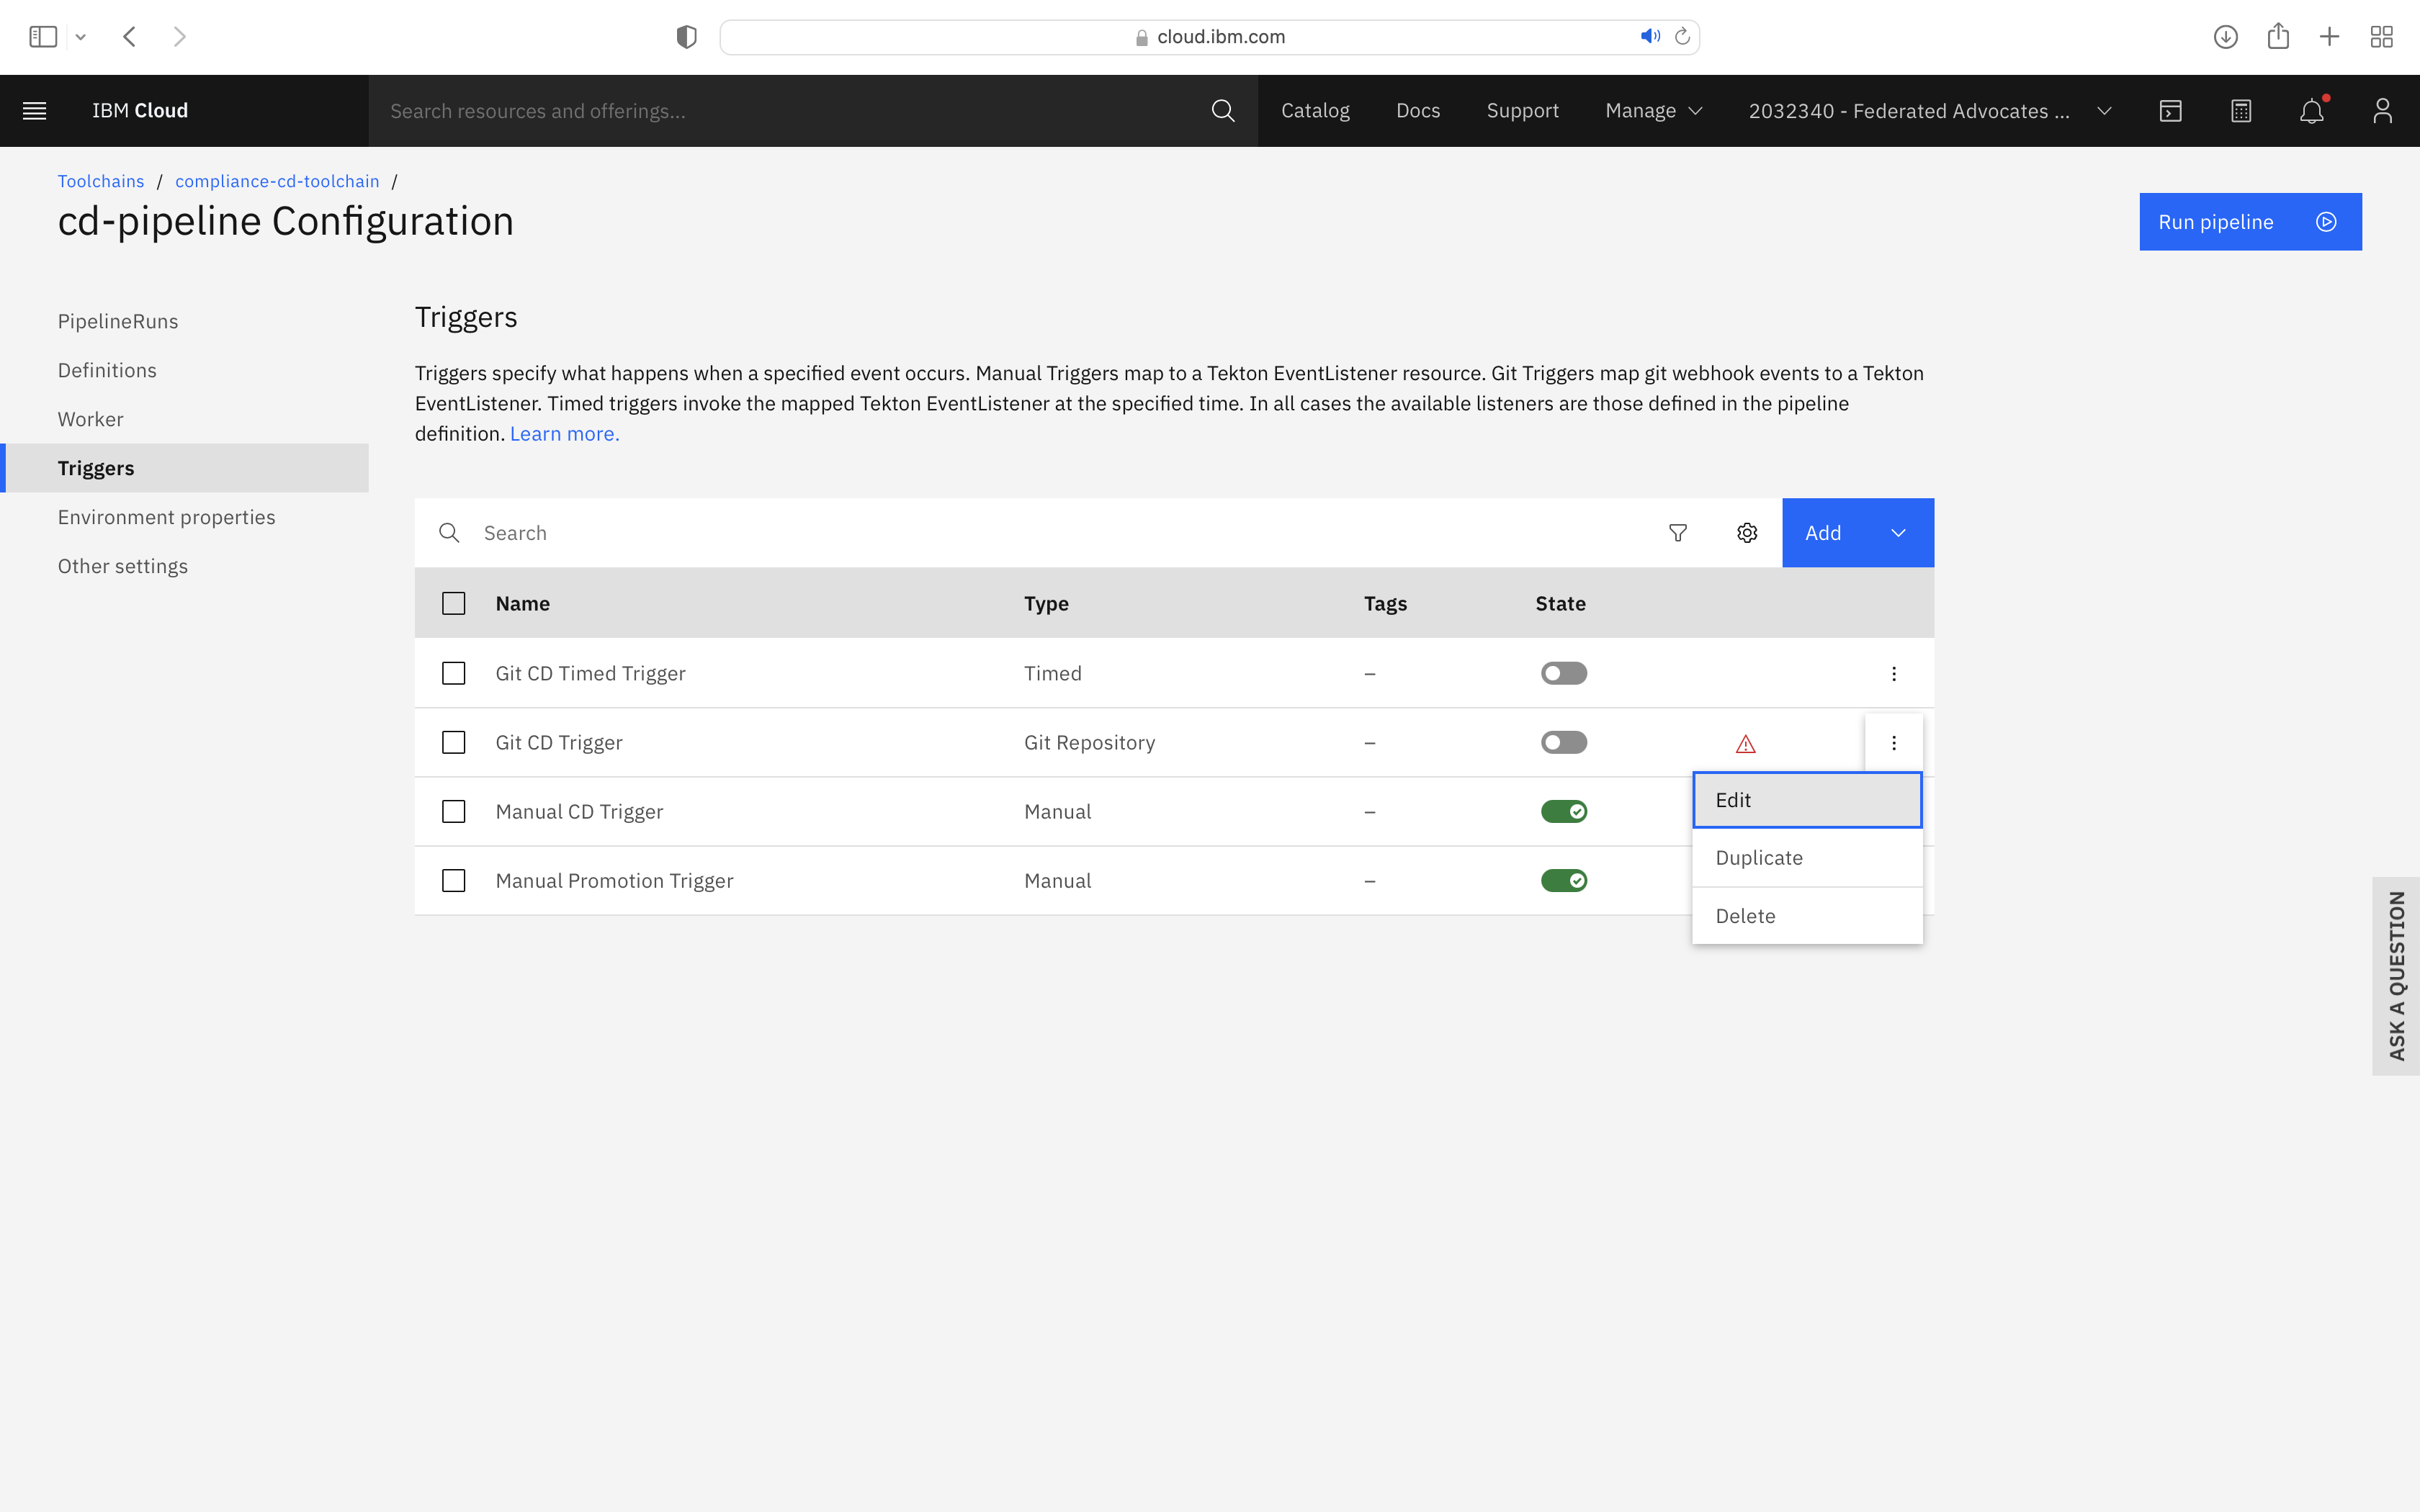 cloud.ibm.com
IBM Cloud
Search resources and offerings...
Catalog
Docs
Support
Manage
2032340 - Federated Advocates ...
Toolchains / compliance-cd-toolchain /
cd-pipeline Configuration
Run pipeline
PipelineRuns
Definitions
Worker
Triggers
Environment properties
Other settings
Triggers
Triggers specify what happens when a specified event occurs. Manual Triggers map to a Tekton EventListener resource. Git Triggers map git webhook events to a Tekton
EventListener. Timed triggers invoke the mapped Tekton EventListener at the specified time. In all cases the available listeners are those defined in the pipeline
definition. Learn more.
Search
Add
Name Type Tags State
Git CD Timed Trigger Timed –
Git CD Trigger Git Repository –
Manual CD Trigger Manual –
Manual Promotion Trigger Manual –
Edit
Duplicate
Delete
ASK A QUESTION